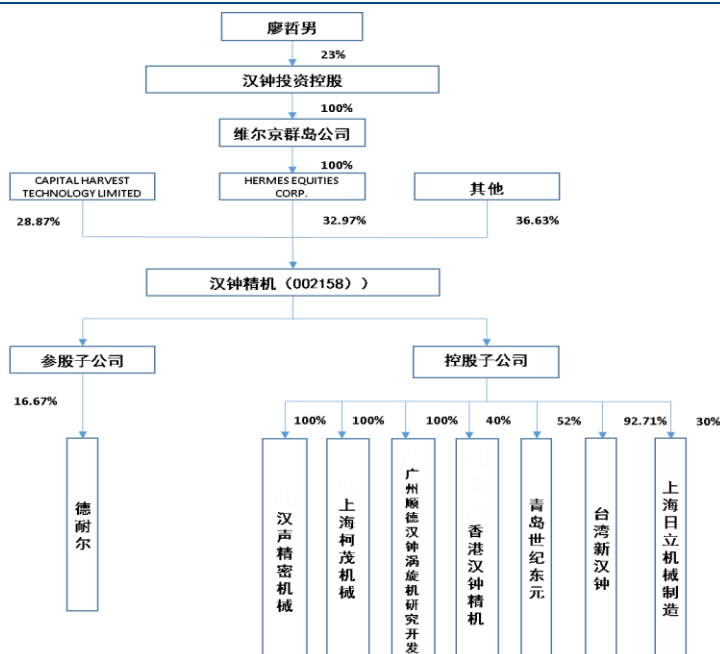 廖哲男
23%
汉钟投资控股
100%
维尔京群岛公司
100%
CAPITAL HARVEST
TECHNOLOGY LIMITED
HERMES EQUITIES
CORP.
其他
28.87%
32.97%
36.63%
汉钟精机（002158））
参股子公司
控股子公司
16.67%
100%
100%
100%
40%
52%
92.71%
30%
德耐尔
汉声精密机械
上海柯茂机械
广州顺德汉钟涡旋机研究开发
香港汉钟精机
青岛世纪东元
台湾新汉钟
上海日立机械制造